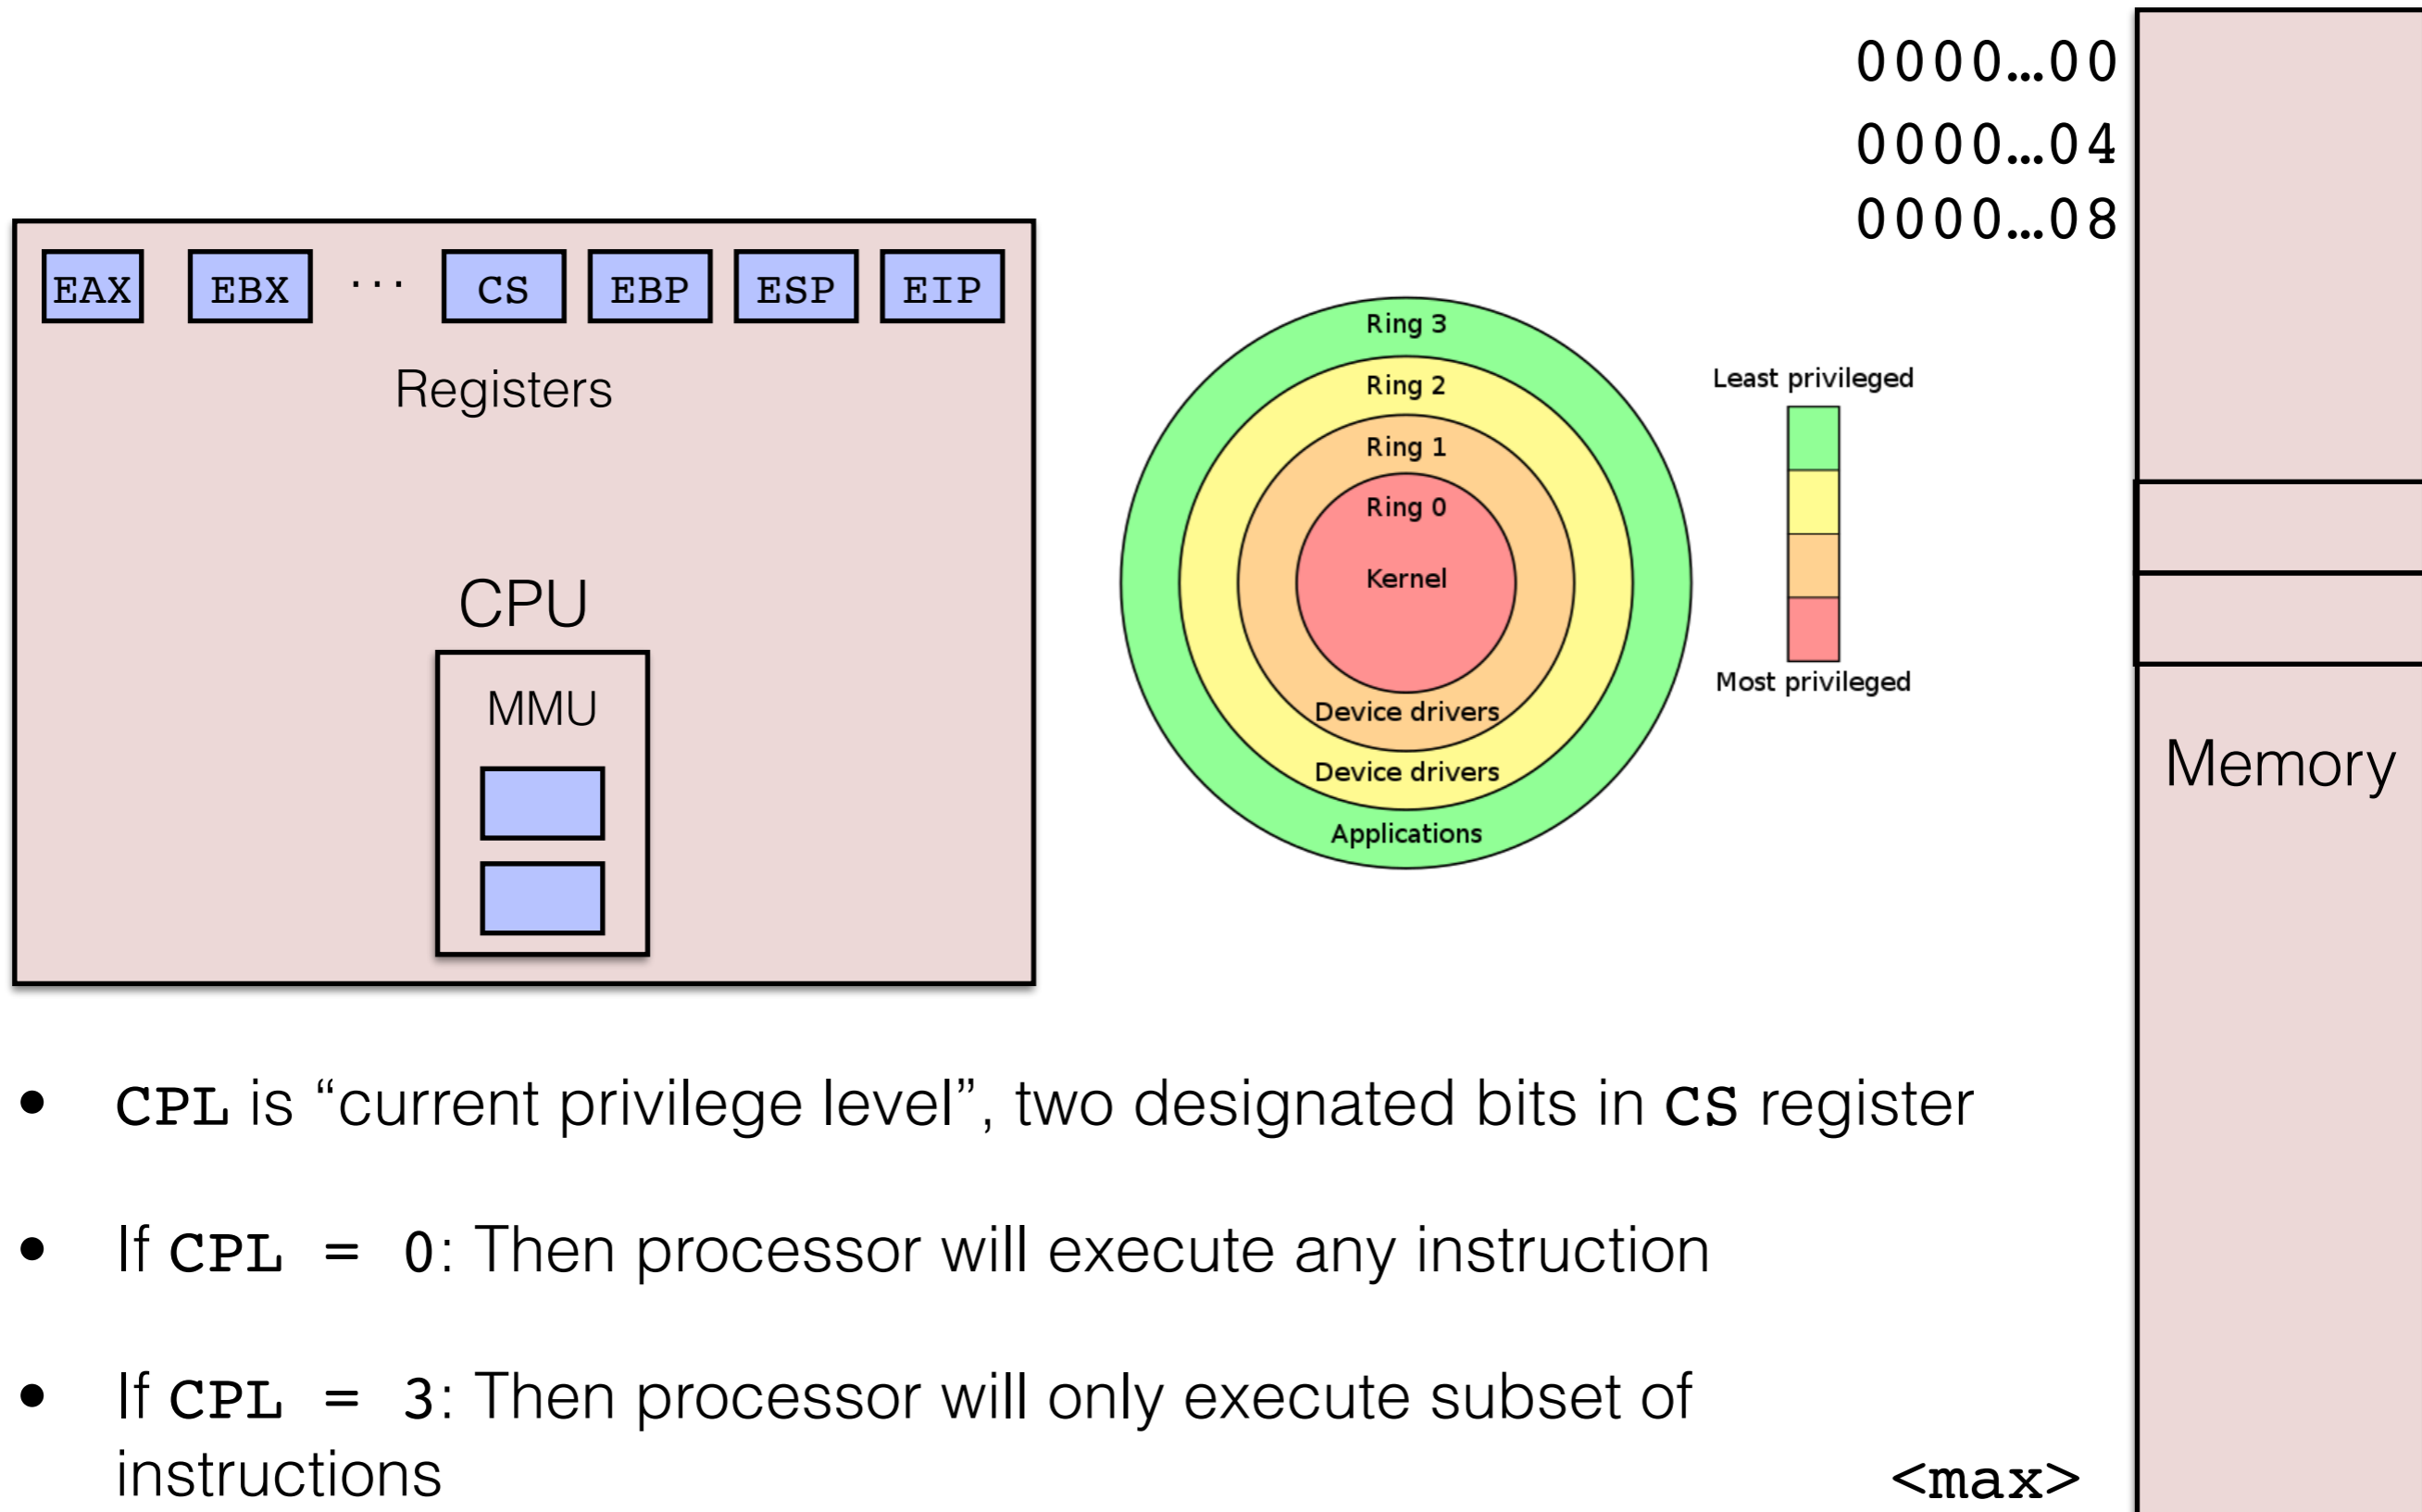 0000…00
0000…04
0000…08
EAX EBX ... CS EBP ESP EIP
Registers
CPU
MMU
Ring 3
Ring 2
Ring 1
Ring 0
Kernel
Device drivers
Device drivers
Applications
Least privileged
Most privileged
Memory
• CPL is “current privilege level”, two designated bits in CS register
• If CPL = 0: Then processor will execute any instruction
• If CPL = 3: Then processor will only execute subset of
instructions
<max>